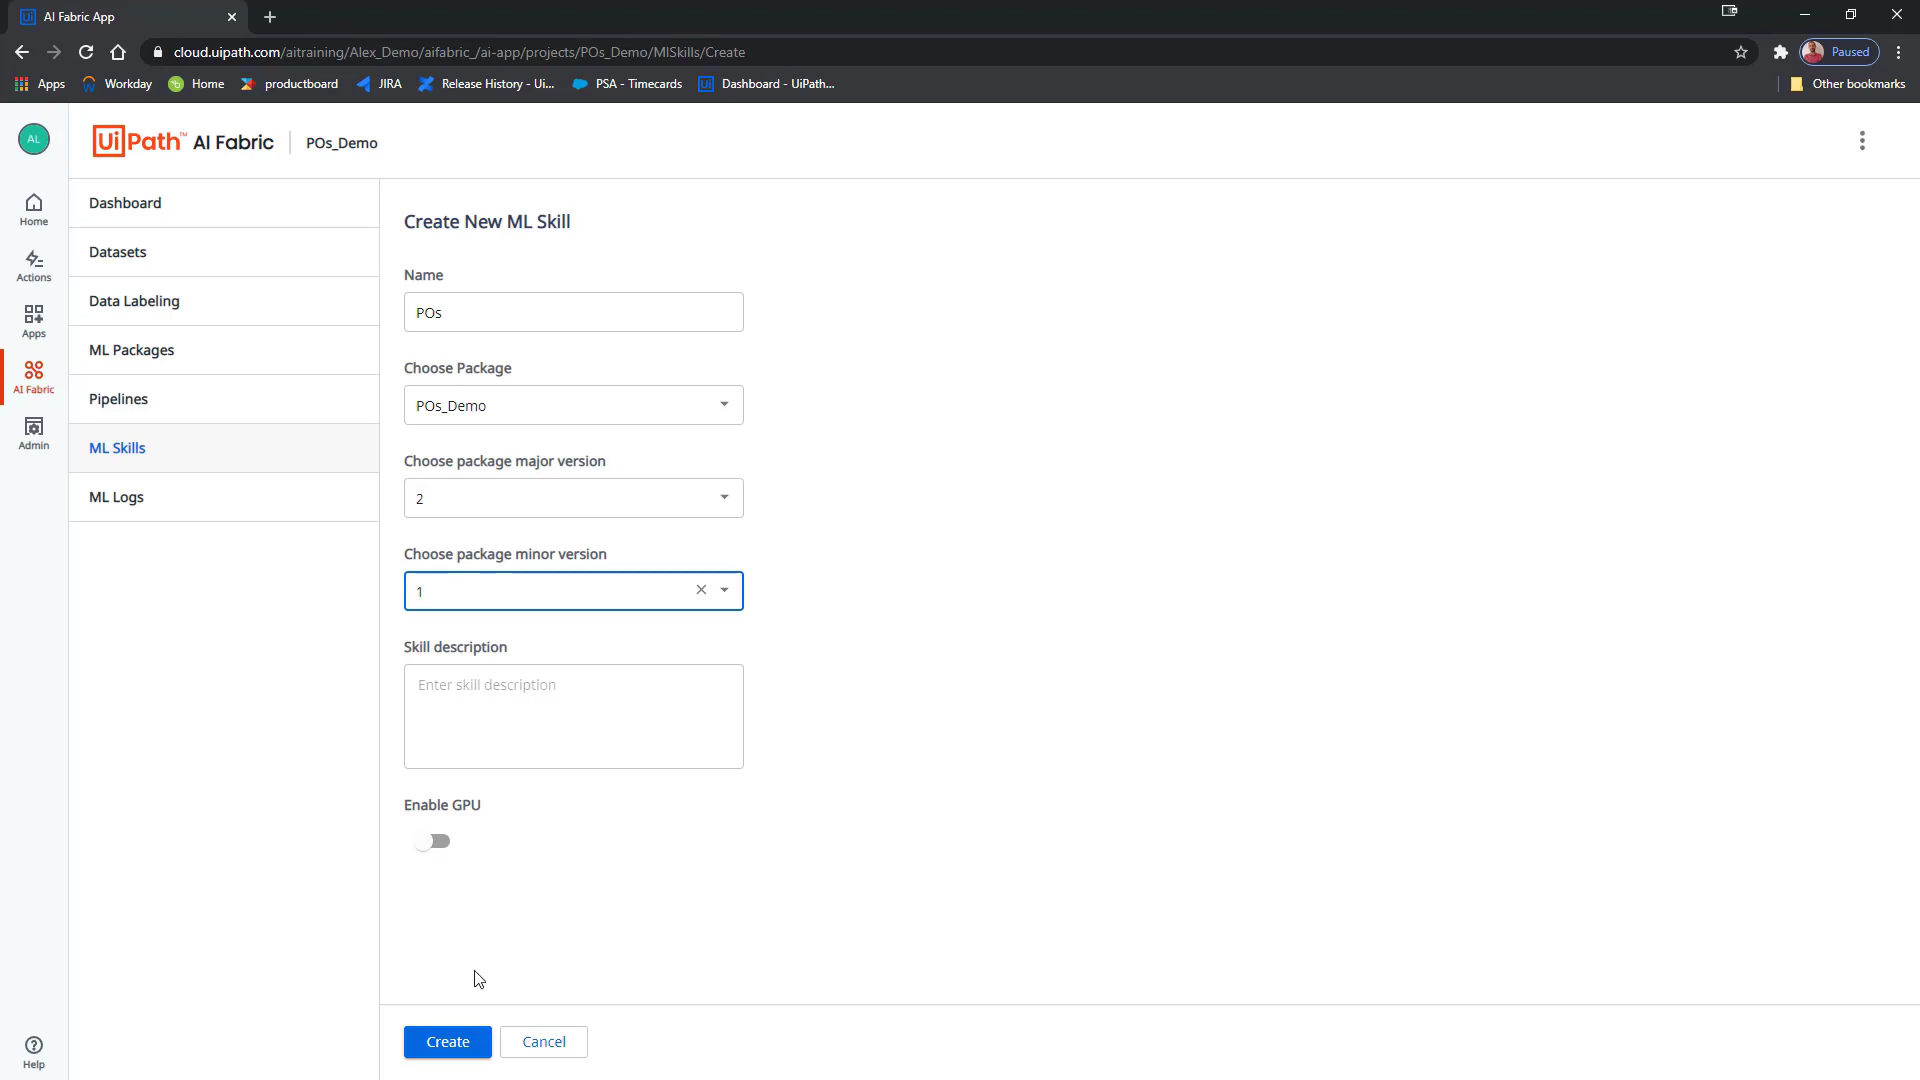 AI Fabric App
cloud.uipath.com/aitraining/Alex_Demo/aifabric_/ai-app/projects/POs_Demo/MlSkills/Create
Paused
Apps
Workday
Home
productboard
JIRA
Release History - Ui...
PSA - Timecards
Dashboard - UiPath...
Other bookmarks
AL
UiPath™ AI Fabric
POs_Demo
Home
Actions
Apps
AI Fabric
Admin
Help
Dashboard
Datasets
Data Labeling
ML Packages
Pipelines
ML Skills
ML Logs
Create New ML Skill
Name
POs
Choose Package
POs_Demo
Choose package major version
2
Choose package minor version
1
Skill description
Enter skill description
Enable GPU
Create
Cancel